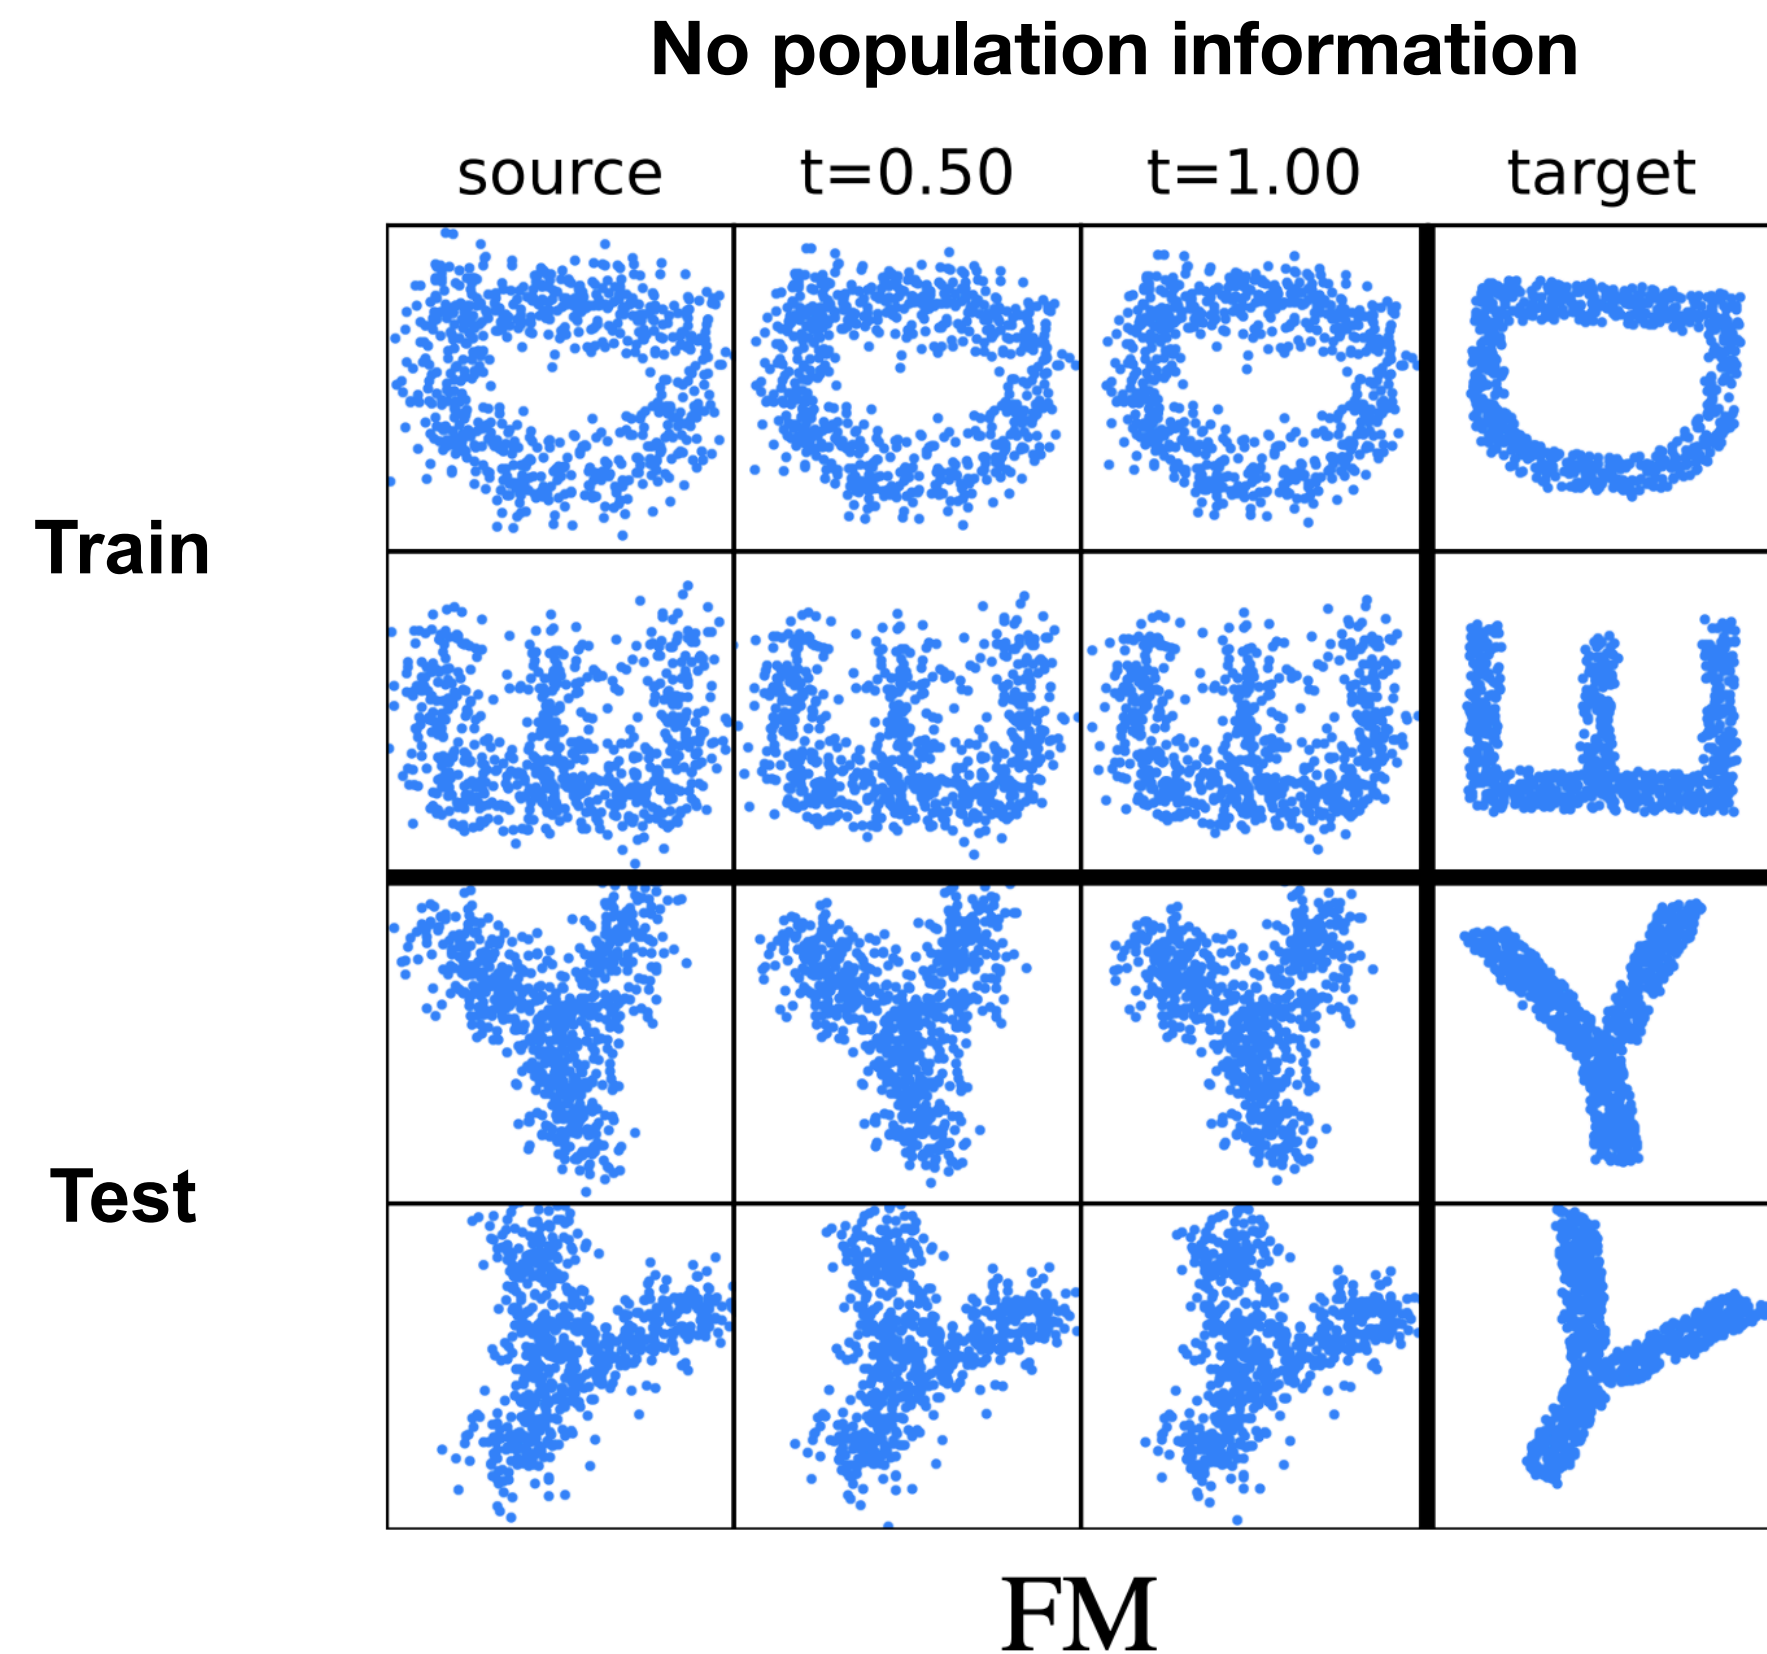 No population information
source t=0.50 t=1.00 target
Train
Test
FM